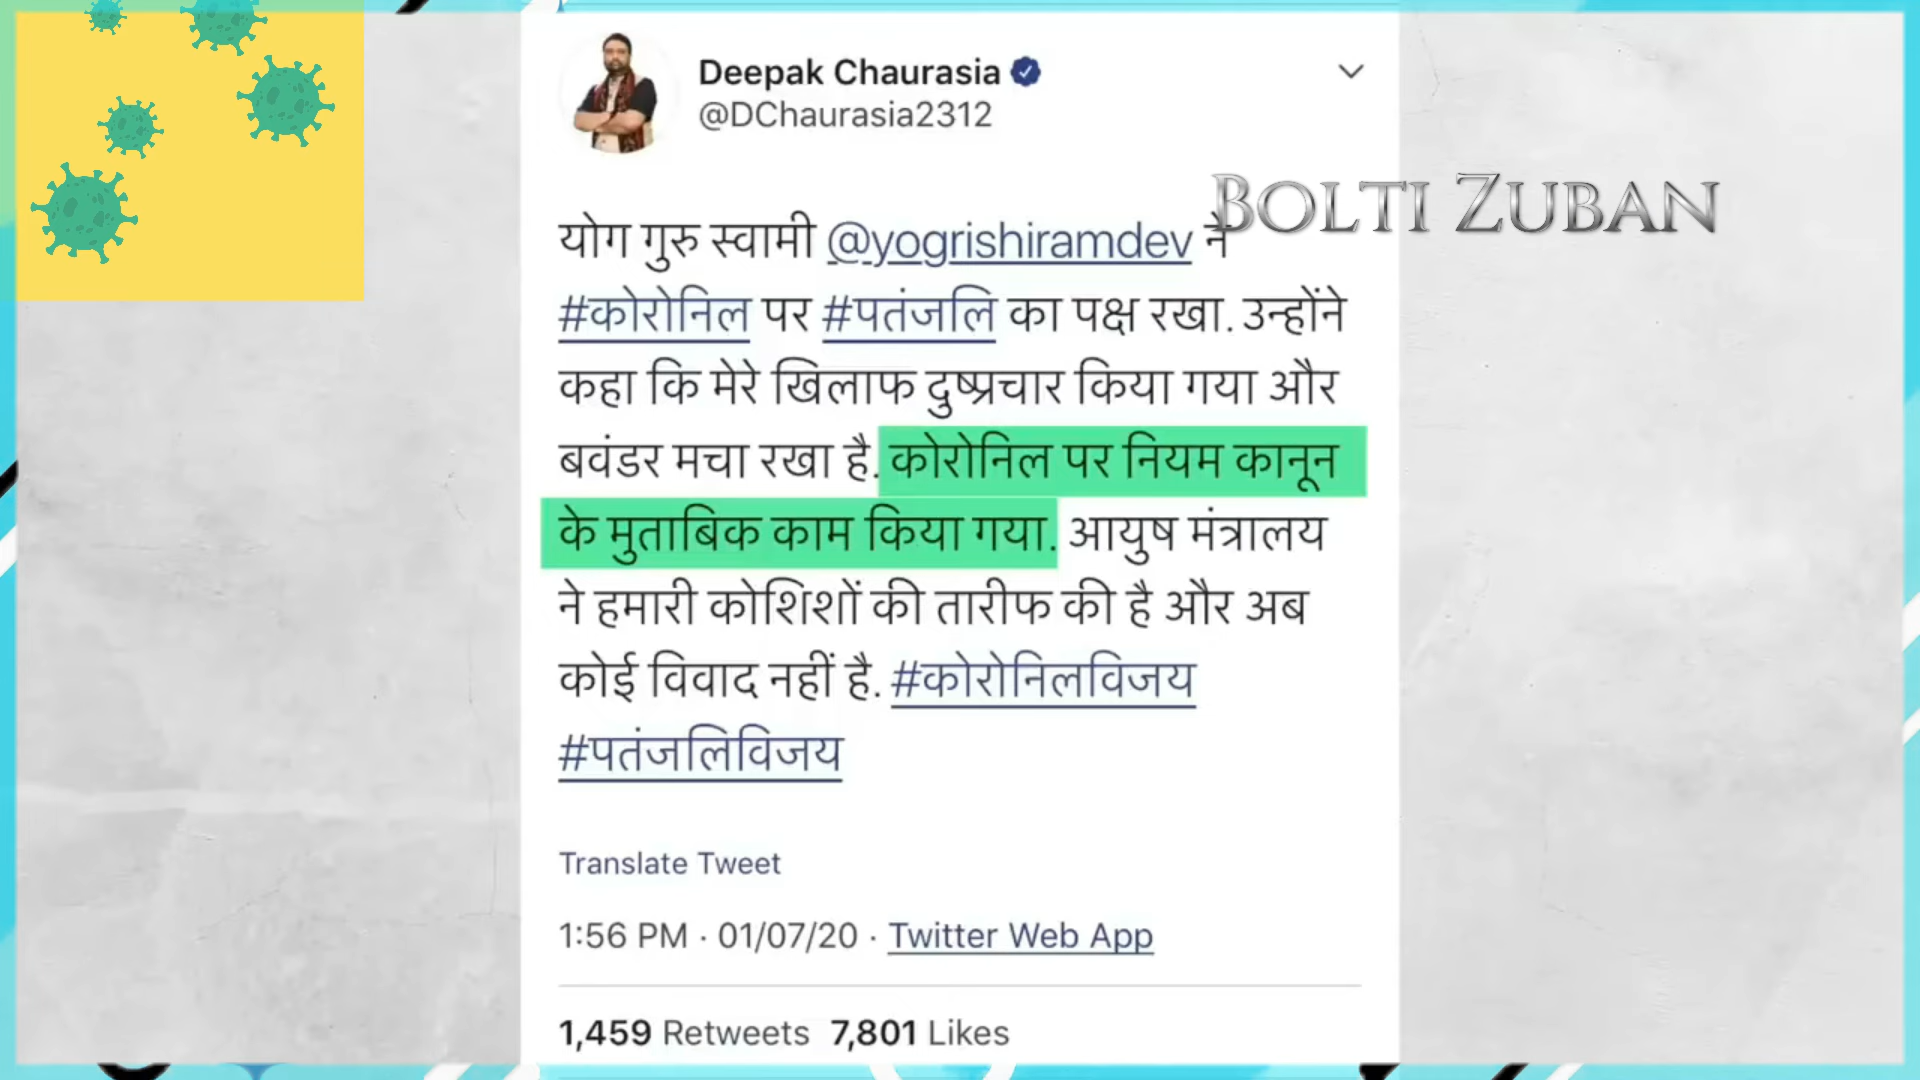 Deepak Chaurasia
@DChaurasia2312
BOLTI ZUBAN
योग गुरु स्वामी @yogrishiramdev ने
#कोरोनिल पर #पतंजलि का पक्ष रखा. उन्होंने
कहा कि मेरे खिलाफ दुष्प्रचार किया गया और
बवंडर मचा रखा है. कोरोनिल पर नियम कानून
के मुताबिक काम किया गया. आयुष मंत्रालय
ने हमारी कोशिशों की तारीफ की है और अब
कोई विवाद नहीं है. #कोरोनिलविजय
#पतंजलिविजय
Translate Tweet
1:56 PM · 01/07/20 · Twitter Web App
1,459 Retweets 7,801 Likes